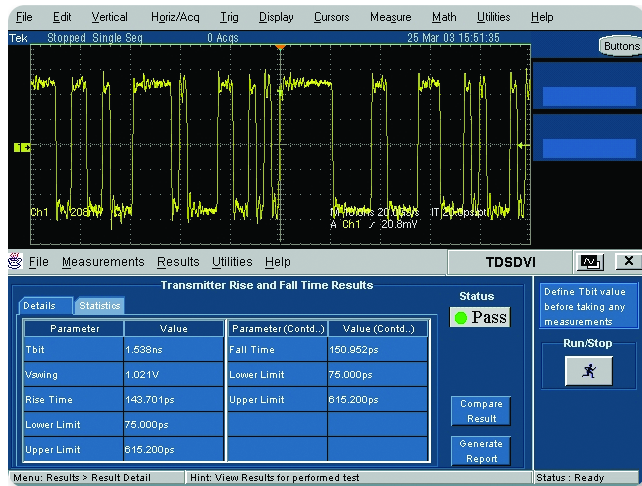 File Edit Vertical Horiz/Acq Trig Display Cursors Measure Math Utilities Help
Tek Stopped Single Seq 0 Acqs 25 Mar 03 15:51:35
Buttons
1
Ch1
A Ch1 20.8mV
File Measurements Results Utilities Help TDSDVI X
Transmitter Rise and Fall Time Results
Details Statistics
Parameter Value Parameter (Contd..) Value (Contd..)
Tbit 1.538ns Fall Time 150.952ps
Vswing 1.021V Lower Limit 75.000ps
Rise Time 143.701ps Upper Limit 615.200ps
Lower Limit 75.000ps
Upper Limit 615.200ps
Status
Pass
Compare
Result
Generate
Report
Define Tbit value
before taking any
measurements
Run/Stop
Menu: Results > Result Detail Hint: View Results for performed test Status : Ready